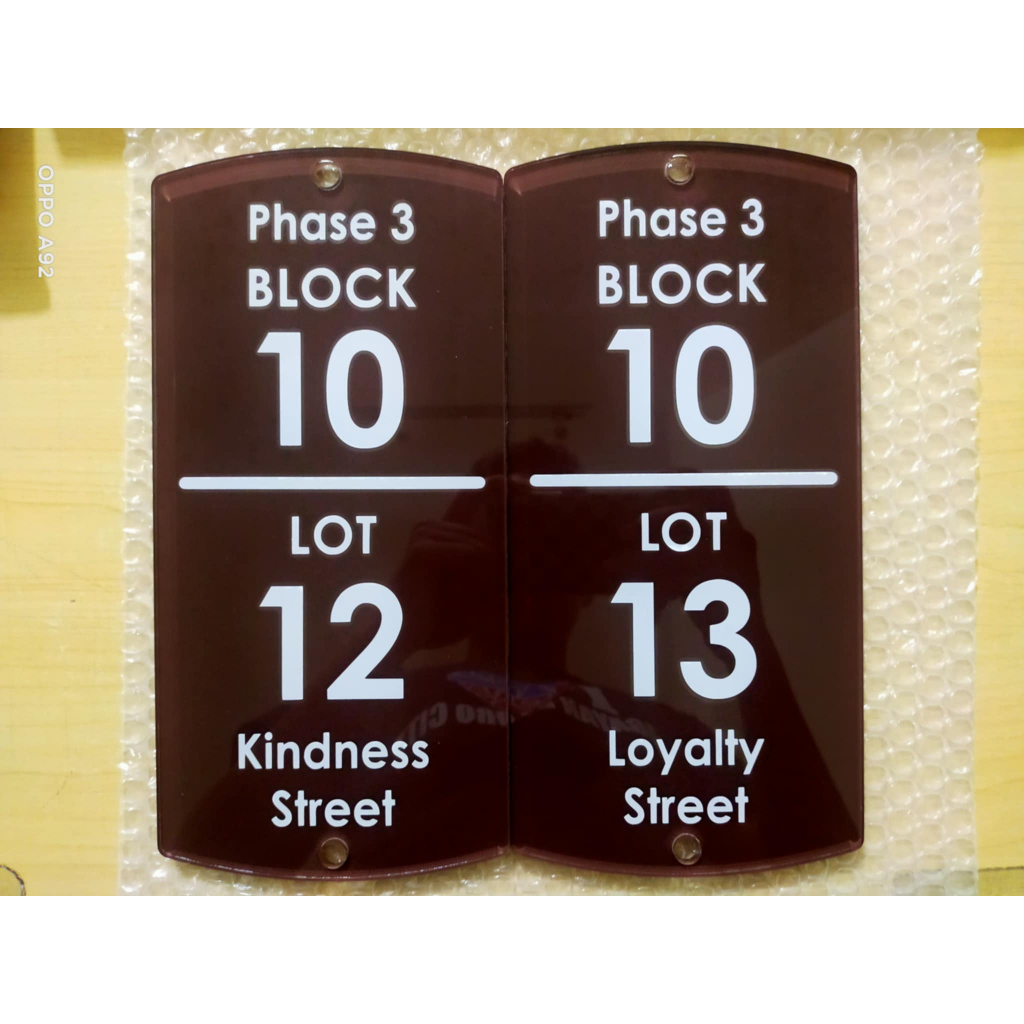 OPPO A92
Phase 3
BLOCK
10
LOT
12
Kindness
Street
Phase 3
BLOCK
10
LOT
13
Loyalty
Street